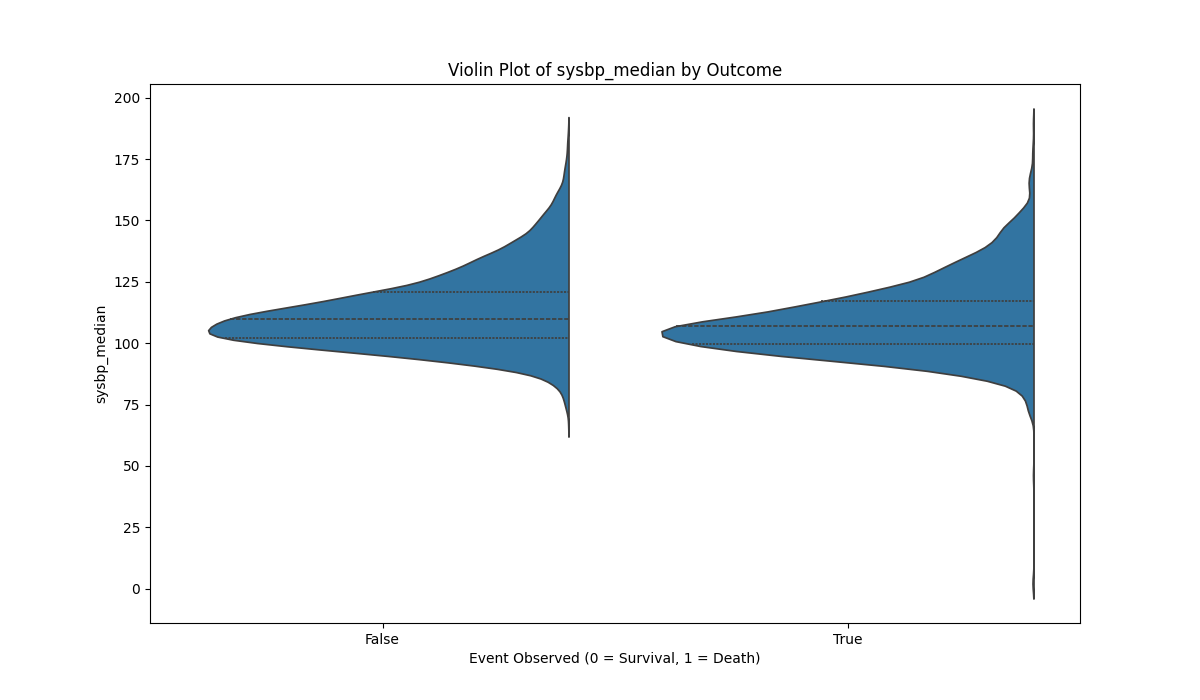 Violin Plot of sysbp_median by Outcome
sysbp_median
200
175
150
125
100
75
50
25
0
False
True
Event Observed (0 = Survival, 1 = Death)